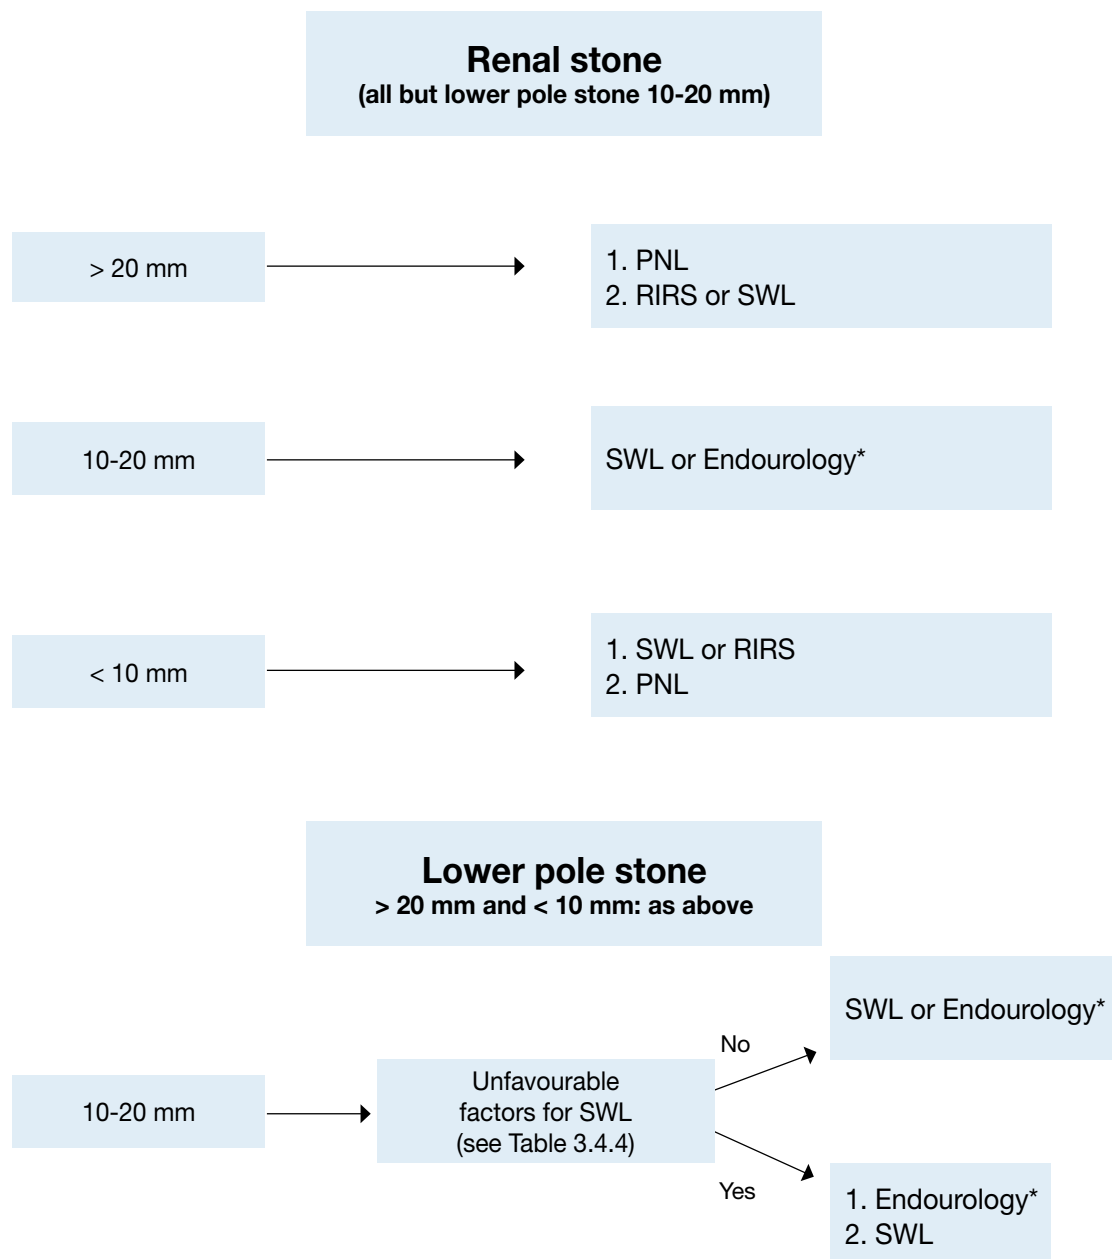 Renal stone
(all but lower pole stone 10-20 mm)
> 20 mm
1. PNL
2. RIRS or SWL
10-20 mm
SWL or Endourology*
< 10 mm
1. SWL or RIRS
2. PNL
Lower pole stone
> 20 mm and < 10 mm: as above
10-20 mm
Unfavourable
factors for SWL
(see Table 3.4.4)
No
SWL or Endourology*
Yes
1. Endourology*
2. SWL